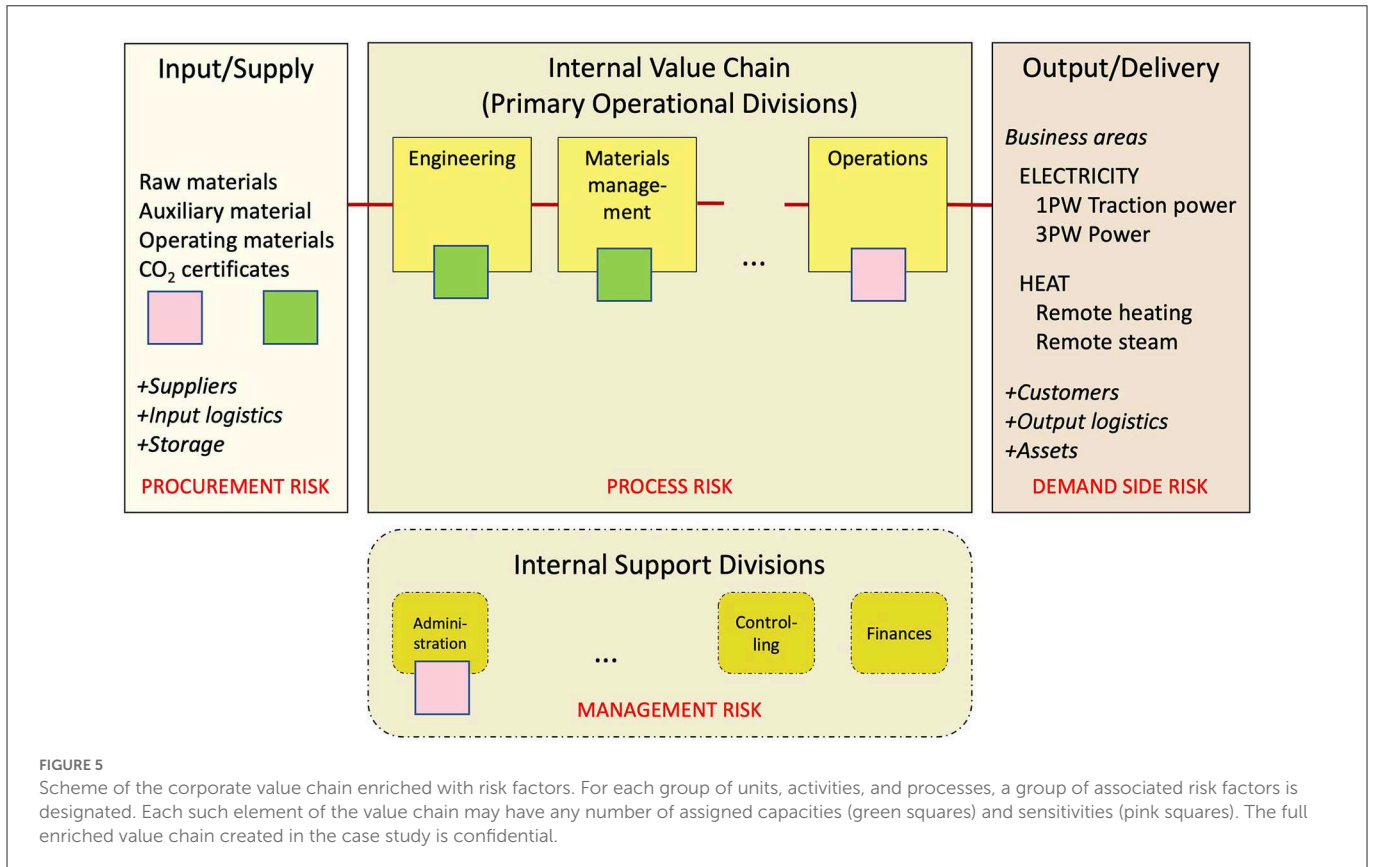 Input/Supply
Raw materials
Auxiliary material
Operating materials
CO₂ certificates
+Suppliers
+Input logistics
+Storage
PROCUREMENT RISK
Internal Value Chain
(Primary Operational Divisions)
Engineering
Materials
manage-
ment
...
Operations
PROCESS RISK
Output/Delivery
Business areas
ELECTRICITY
1PW Traction power
3PW Power
HEAT
Remote heating
Remote steam
+Customers
+Output logistics
+Assets
DEMAND SIDE RISK
Internal Support Divisions
Admini-
stration
...
Control-
ling
Finances
MANAGEMENT RISK
FIGURE 5
Scheme of the corporate value chain enriched with risk factors. For each group of units, activities, and processes, a group of associated risk factors is
designated. Each such element of the value chain may have any number of assigned capacities (green squares) and sensitivities (pink squares). The full
enriched value chain created in the case study is confidential.